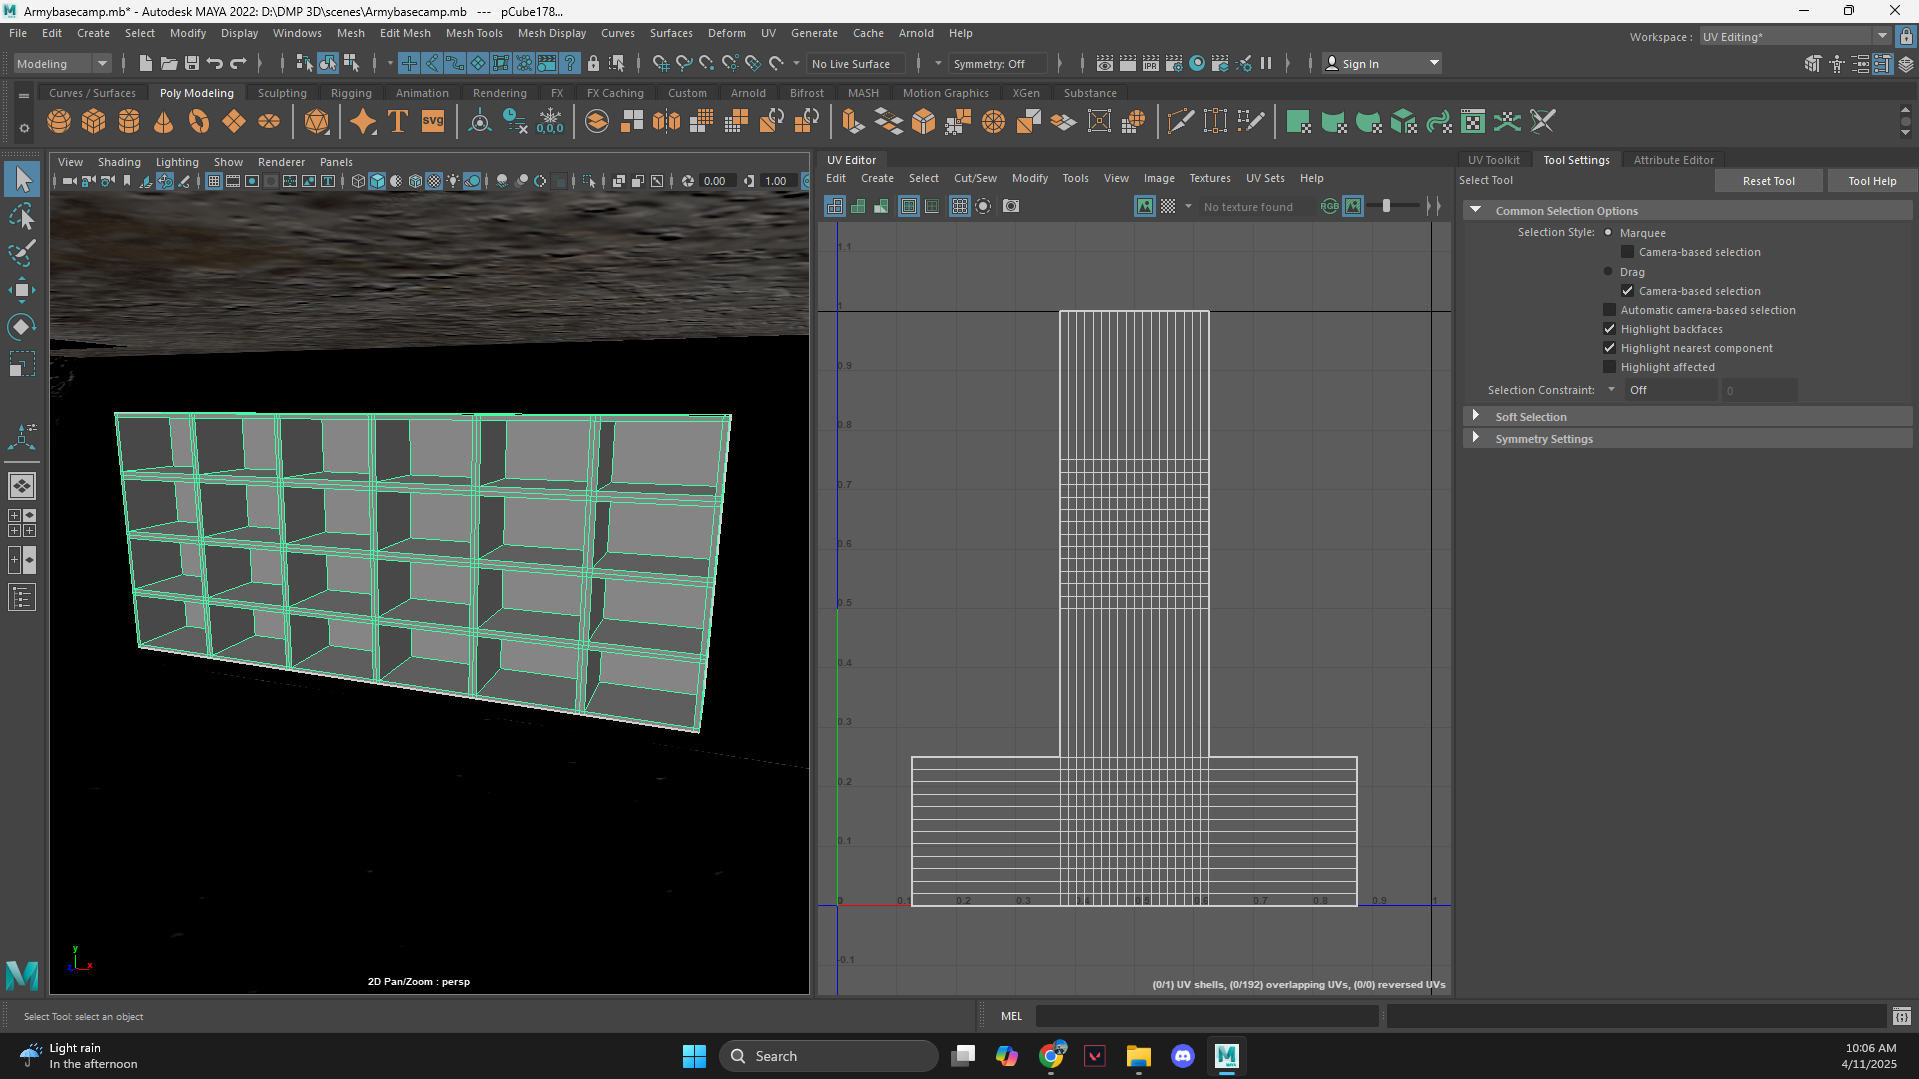 Armybasecamp.mb* - Autodesk MAYA 2022: D:\DMP 3D\scenes\Armybasecamp.mb --- pCube178...
File Edit Create Select Modify Display Windows Mesh Edit Mesh Mesh Tools Mesh Display Curves Surfaces Deform UV Generate Cache Arnold Help
Workspace : UV Editing*
Modeling
No Live Surface
Symmetry: Off
IPR
Sign In
Curves / Surfaces Poly Modeling Sculpting Rigging Animation Rendering FX FX Caching Custom Arnold Bifrost MASH Motion Graphics XGen Substance
T
svg
0,0,0
View Shading Lighting Show Renderer Panels
0.00
1.00
UV Editor
Edit Create Select Cut/Sew Modify Tools View Image Textures UV Sets Help
No texture found
RGB
1.1
1
0.9
0.8
0.7
0.6
0.5
0.4
0.3
0.2
0.1
0 0.1 0.2 0.3 0.4 0.5 0.6 0.7 0.8 0.9 1
-0.1
(0/1) UV shells, (0/192) overlapping UVs, (0/0) reversed UVs
y
z x
2D Pan/Zoom : persp
UV Toolkit Tool Settings Attribute Editor
Select Tool
Reset Tool
Tool Help
Common Selection Options
Selection Style: Marquee
Camera-based selection
Drag
Camera-based selection
Automatic camera-based selection
Highlight backfaces
Highlight nearest component
Highlight affected
Selection Constraint: Off 0
Soft Selection
Symmetry Settings
Select Tool: select an object
MEL
Light rain
In the afternoon
Search
10:06 AM
4/11/2025